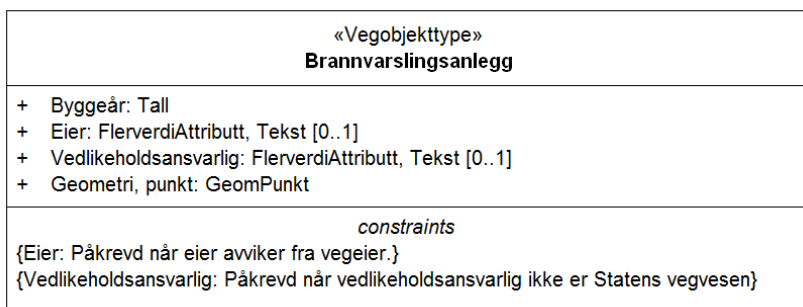 «Vegobjekttype»
Brannvarslingsanlegg
+ Byggeår: Tall
+ Eier: FlerverdiAttributt, Tekst [0..1]
+ Vedlikeholdsansvarlig: FlerverdiAttributt, Tekst [0..1]
+ Geometri, punkt: GeomPunkt
constraints
{Eier: Påkrevd når eier avviker fra vegeier.}
{Vedlikeholdsansvarlig: Påkrevd når vedlikeholdsansvarlig ikke er Statens vegvesen}